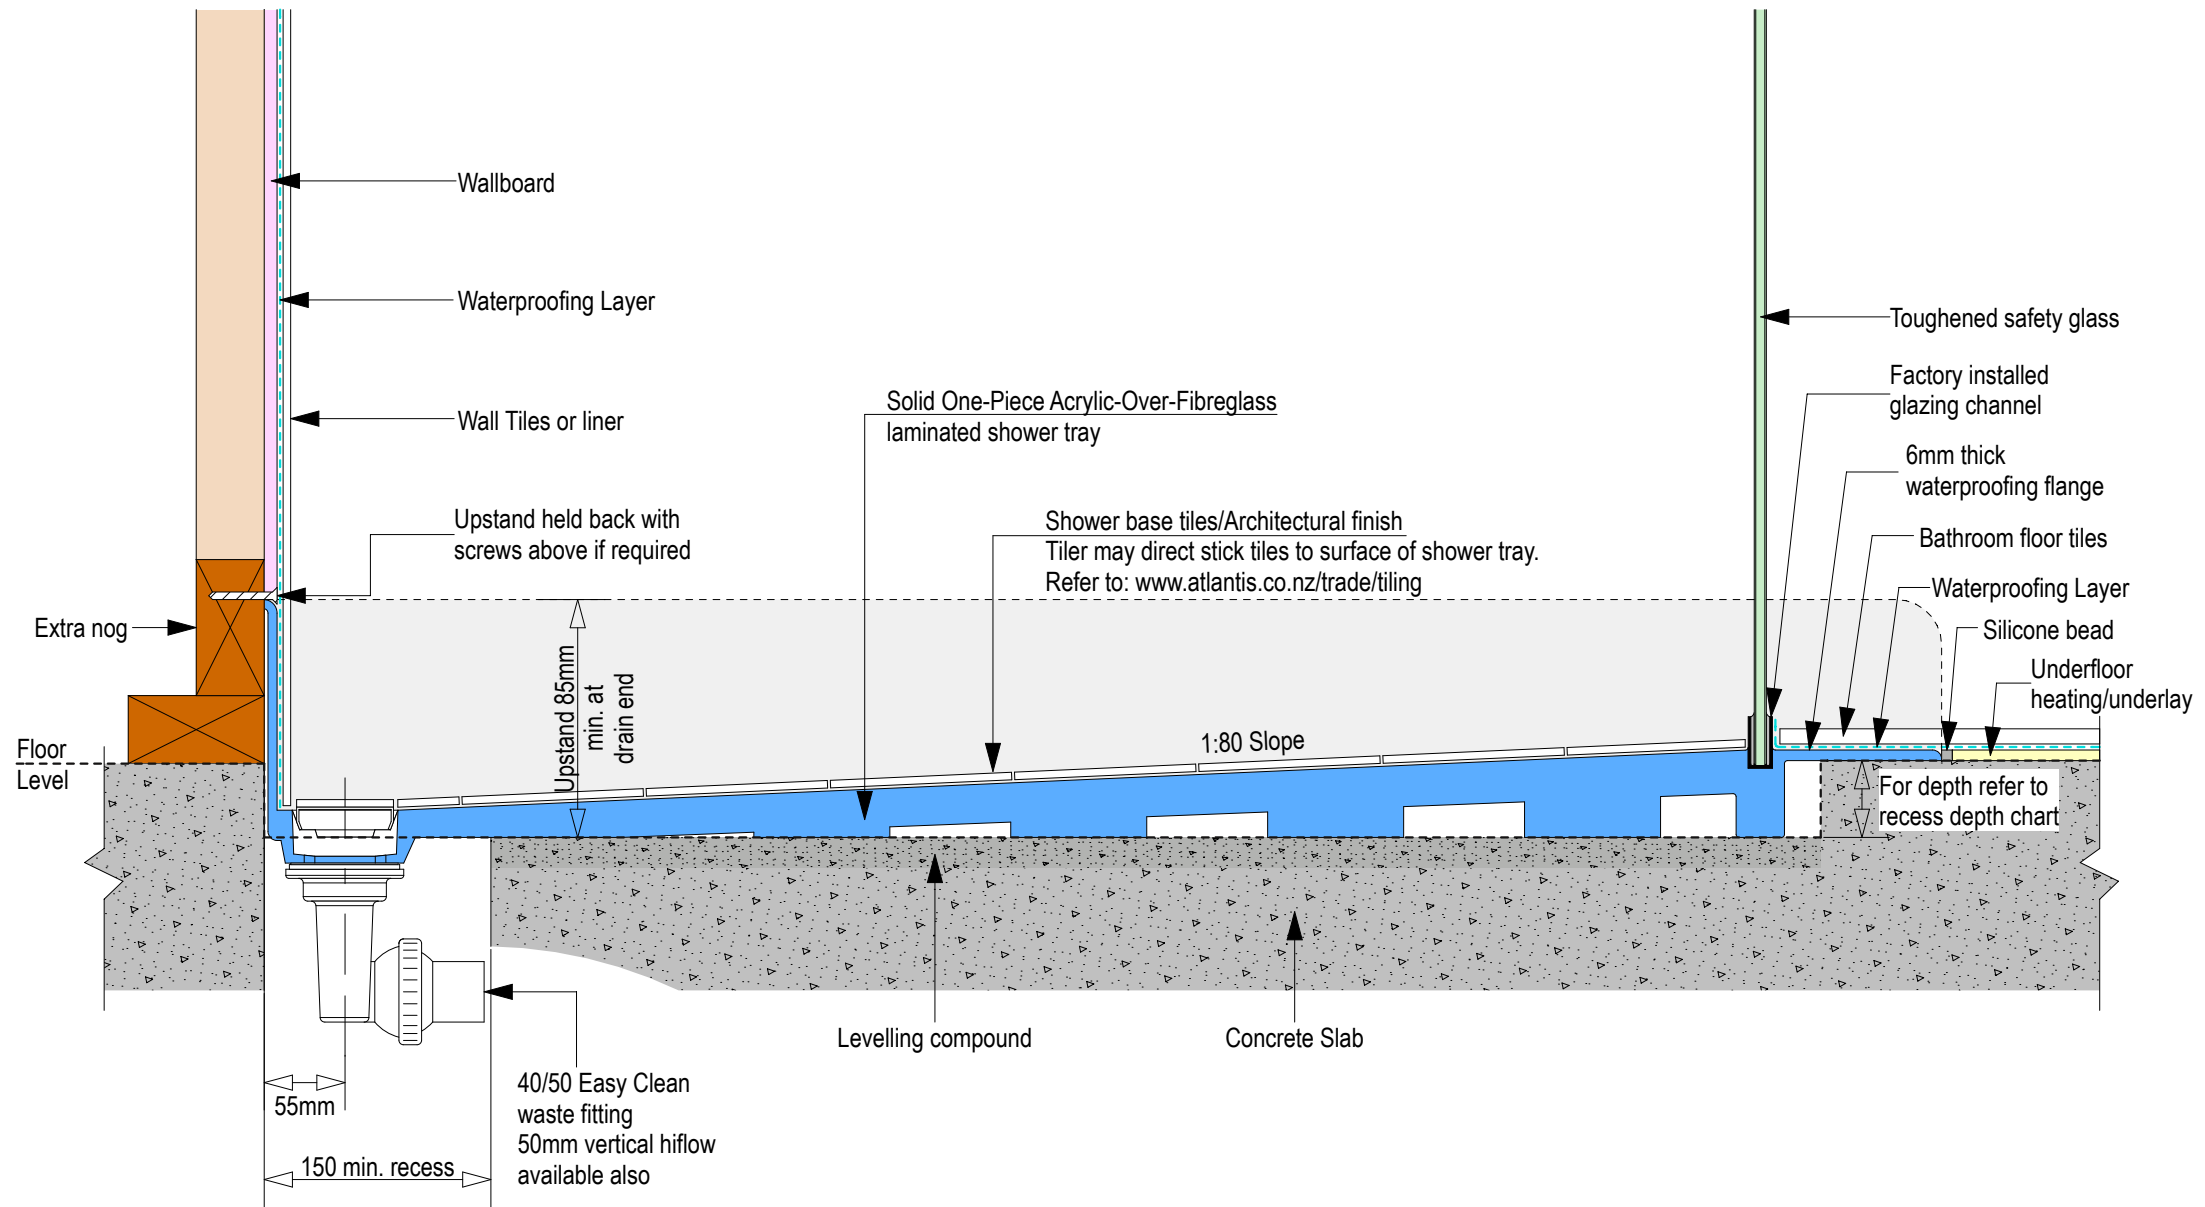 Wallboard
Waterproofing Layer
Wall Tiles or liner
Upstand held back with
screws above if required
Extra nog
Floor
Level
Solid One-Piece Acrylic-Over-Fibreglass
laminated shower tray
Shower base tiles/Architectural finish
Tiler may direct stick tiles to surface of shower tray.
Refer to: www.atlantis.co.nz/trade/tiling
Upstand 85mm
min. at
drain end
1:80 Slope
Toughened safety glass
Factory installed
glazing channel
6mm thick
waterproofing flange
Bathroom floor tiles
Waterproofing Layer
Silicone bead
Underfloor
heating/underlay
For depth refer to
recess depth chart
Levelling compound
Concrete Slab
40/50 Easy Clean
waste fitting
50mm vertical hiflow
available also
55mm
150 min. recess